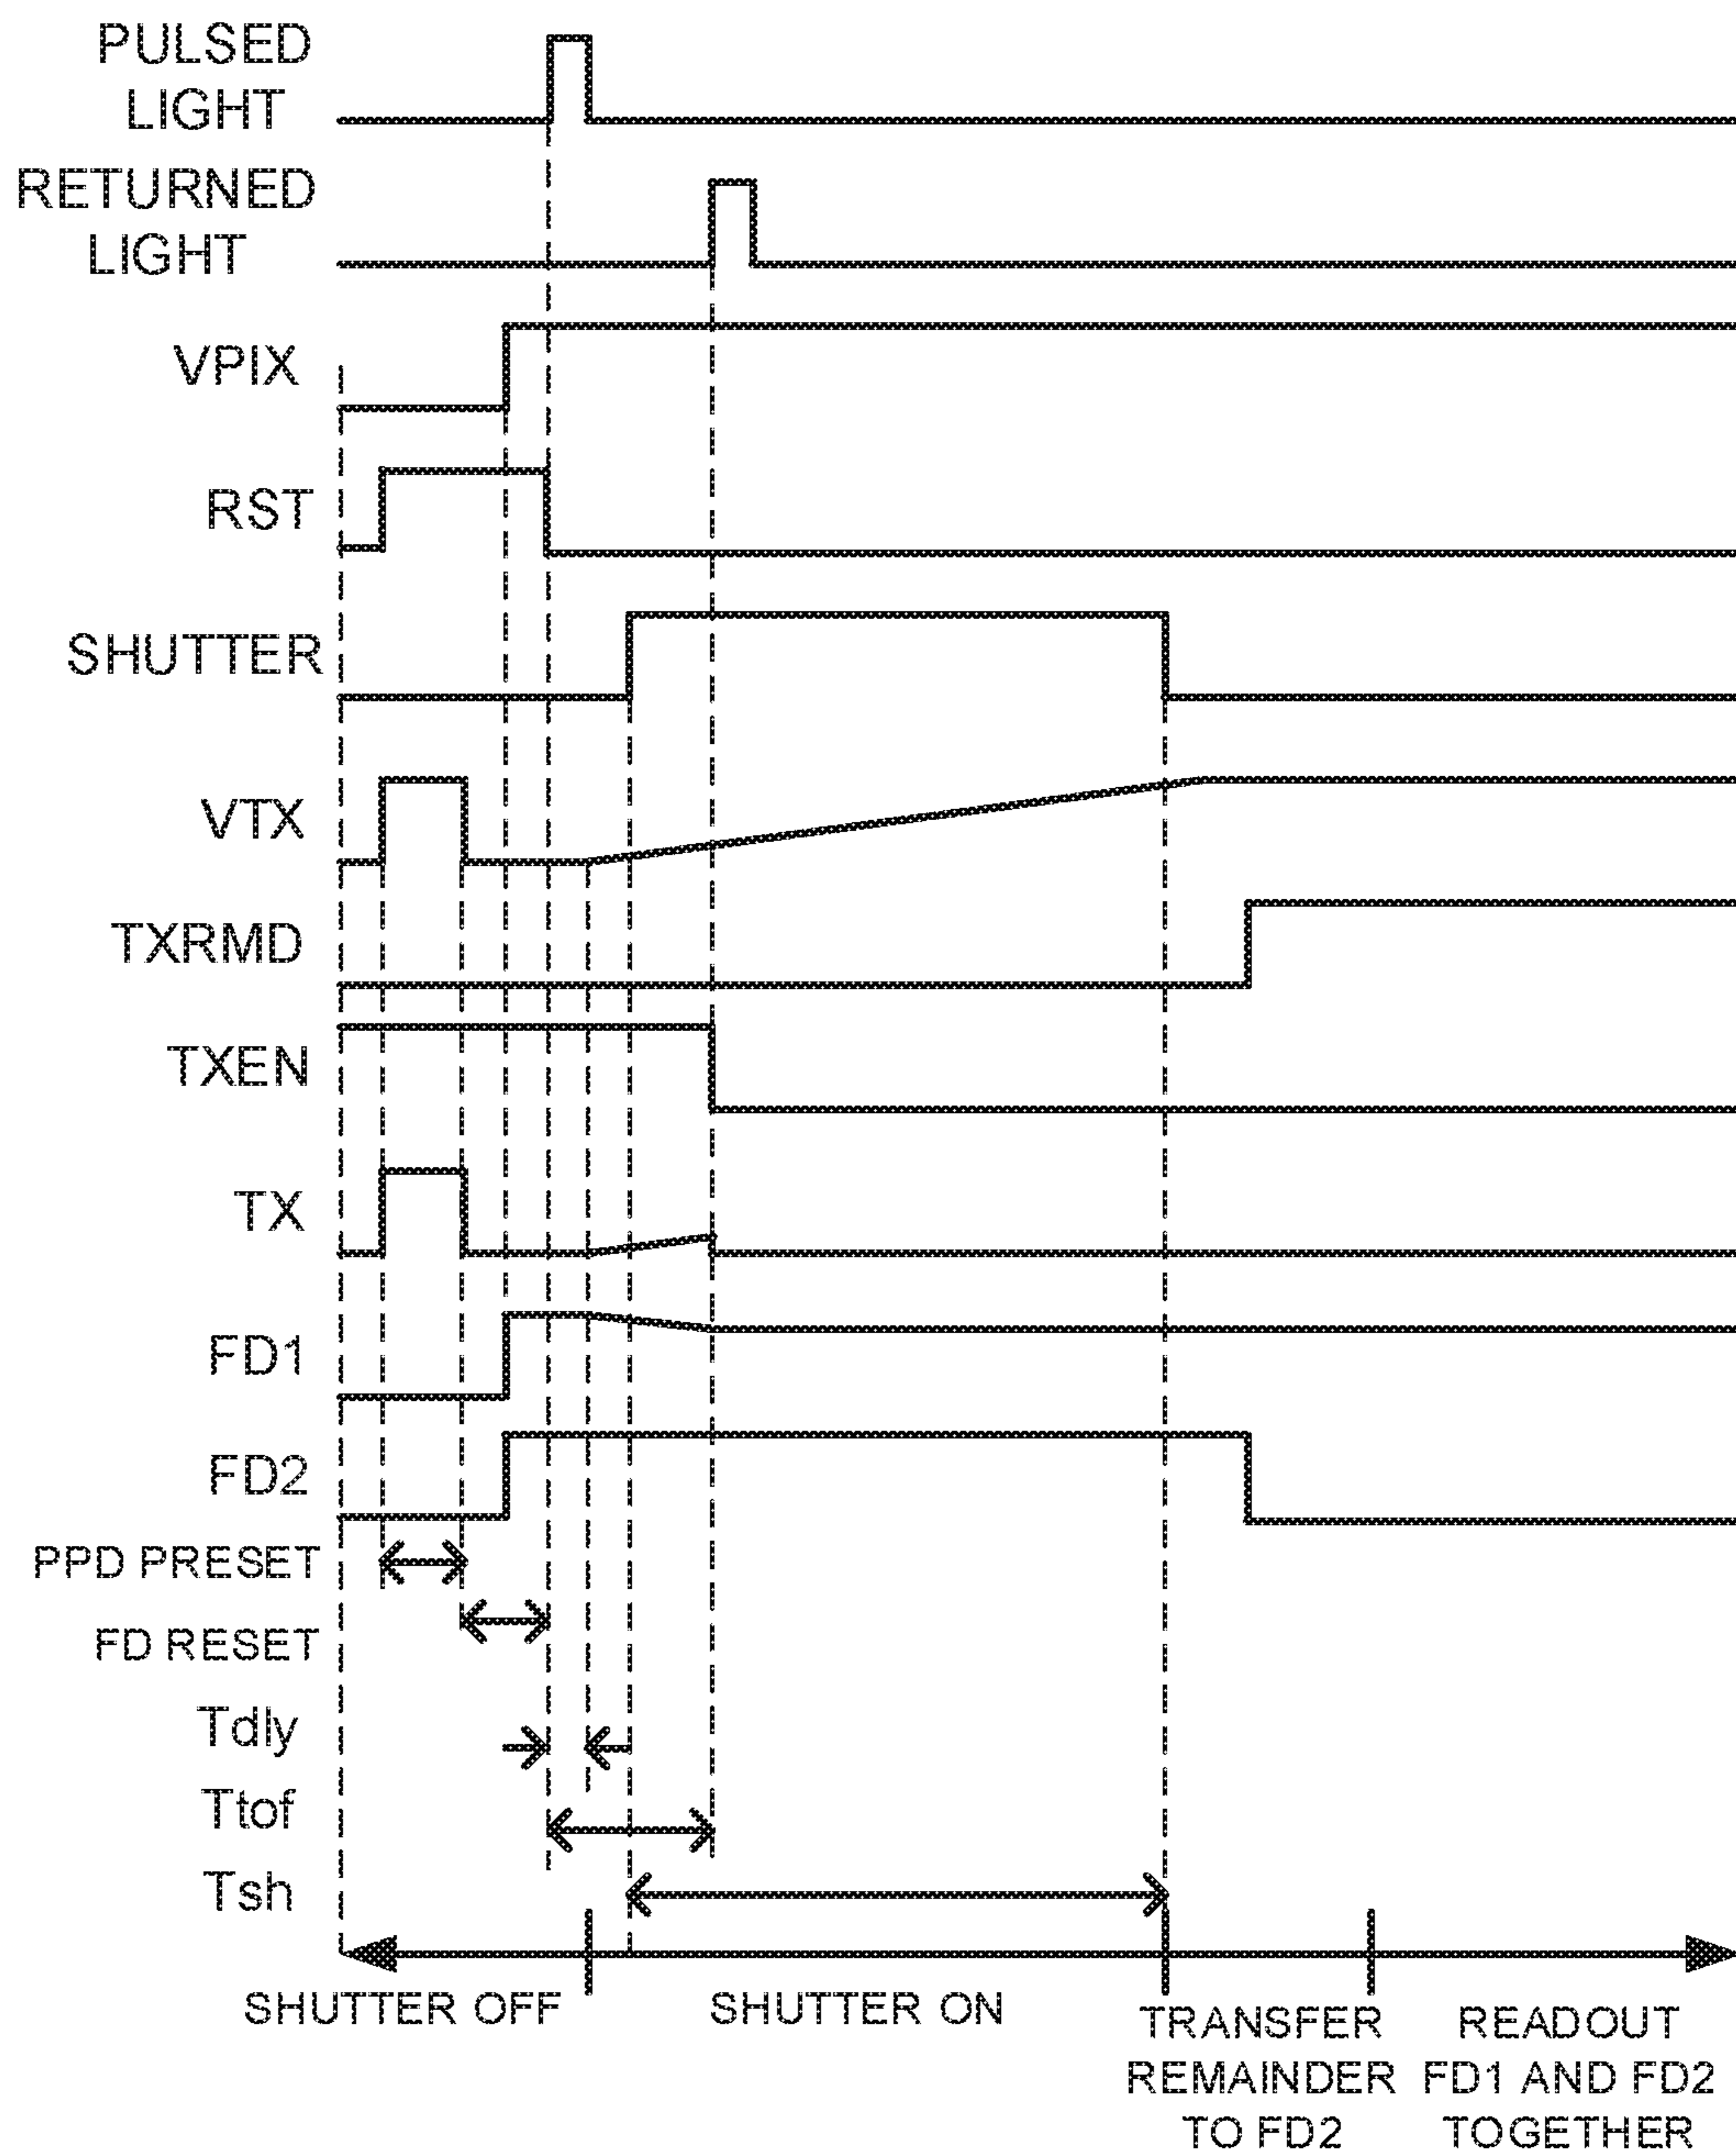 PULSED
LIGHT
RETURNED
LIGHT
VPIX
RST
SHUTTER
VTX
TXRMD
TXEN
TX
FD1
FD2
PPD PRESET
FD RESET
Tdly
Ttof
Tsh
SHUTTER OFF
SHUTTER ON
TRANSFER
REMAINDER
TO FD2
READOUT
FD1 AND FD2
TOGETHER